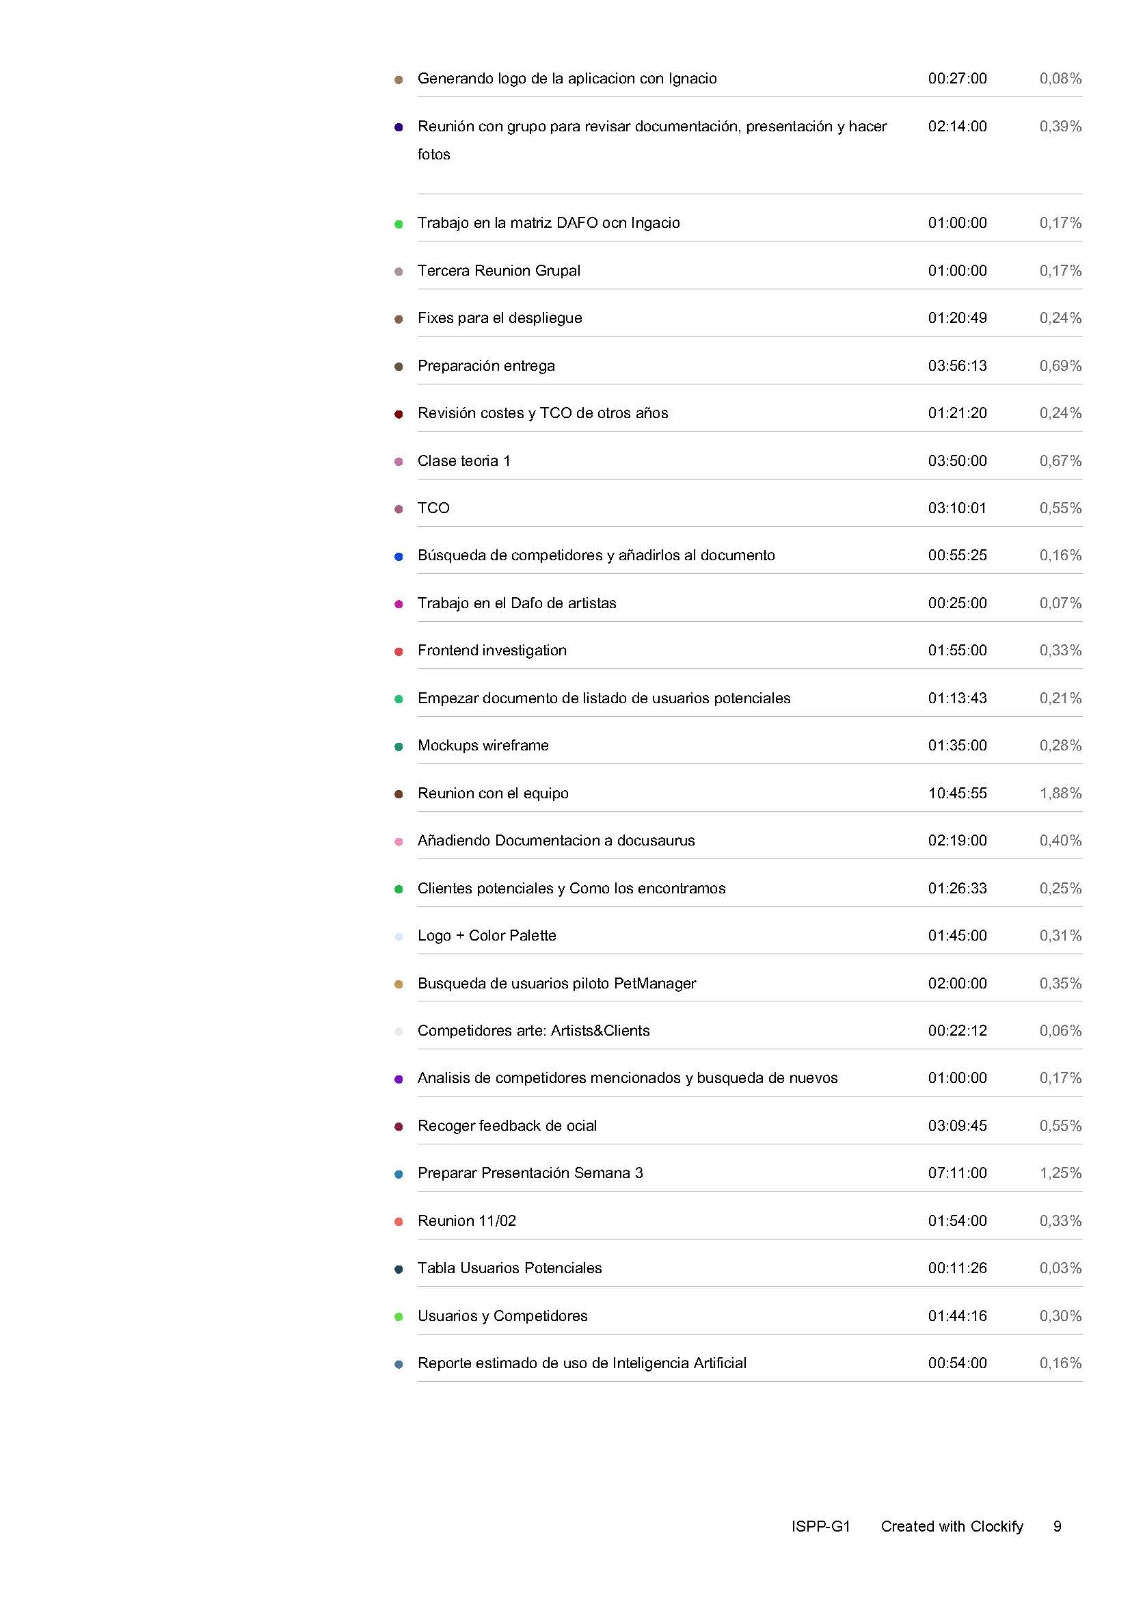 Generando logo de la aplicacion con Ignacio 00:27:00 0,08%
Reunión con grupo para revisar documentación, presentación y hacer 02:14:00 0,39%
fotos
Trabajo en la matriz DAFO ocn Ingacio 01:00:00 0,17%
Tercera Reunion Grupal 01:00:00 0,17%
Fixes para el despliegue 01:20:49 0,24%
Preparación entrega 03:56:13 0,69%
Revisión costes y TCO de otros años 01:21:20 0,24%
Clase teoria 1 03:50:00 0,67%
TCO 03:10:01 0,55%
Búsqueda de competidores y añadirlos al documento 00:55:25 0,16%
Trabajo en el Dafo de artistas 00:25:00 0,07%
Frontend investigation 01:55:00 0,33%
Empezar documento de listado de usuarios potenciales 01:13:43 0,21%
Mockups wireframe 01:35:00 0,28%
Reunion con el equipo 10:45:55 1,88%
Añadiendo Documentacion a docusaurus 02:19:00 0,40%
Clientes potenciales y Como los encontramos 01:26:33 0,25%
Logo + Color Palette 01:45:00 0,31%
Busqueda de usuarios piloto PetManager 02:00:00 0,35%
Competidores arte: Artists&Clients 00:22:12 0,06%
Analisis de competidores mencionados y busqueda de nuevos 01:00:00 0,17%
Recoger feedback de ocial 03:09:45 0,55%
Preparar Presentación Semana 3 07:11:00 1,25%
Reunion 11/02 01:54:00 0,33%
Tabla Usuarios Potenciales 00:11:26 0,03%
Usuarios y Competidores 01:44:16 0,30%
Reporte estimado de uso de Inteligencia Artificial 00:54:00 0,16%
ISPP-G1 Created with Clockify 9